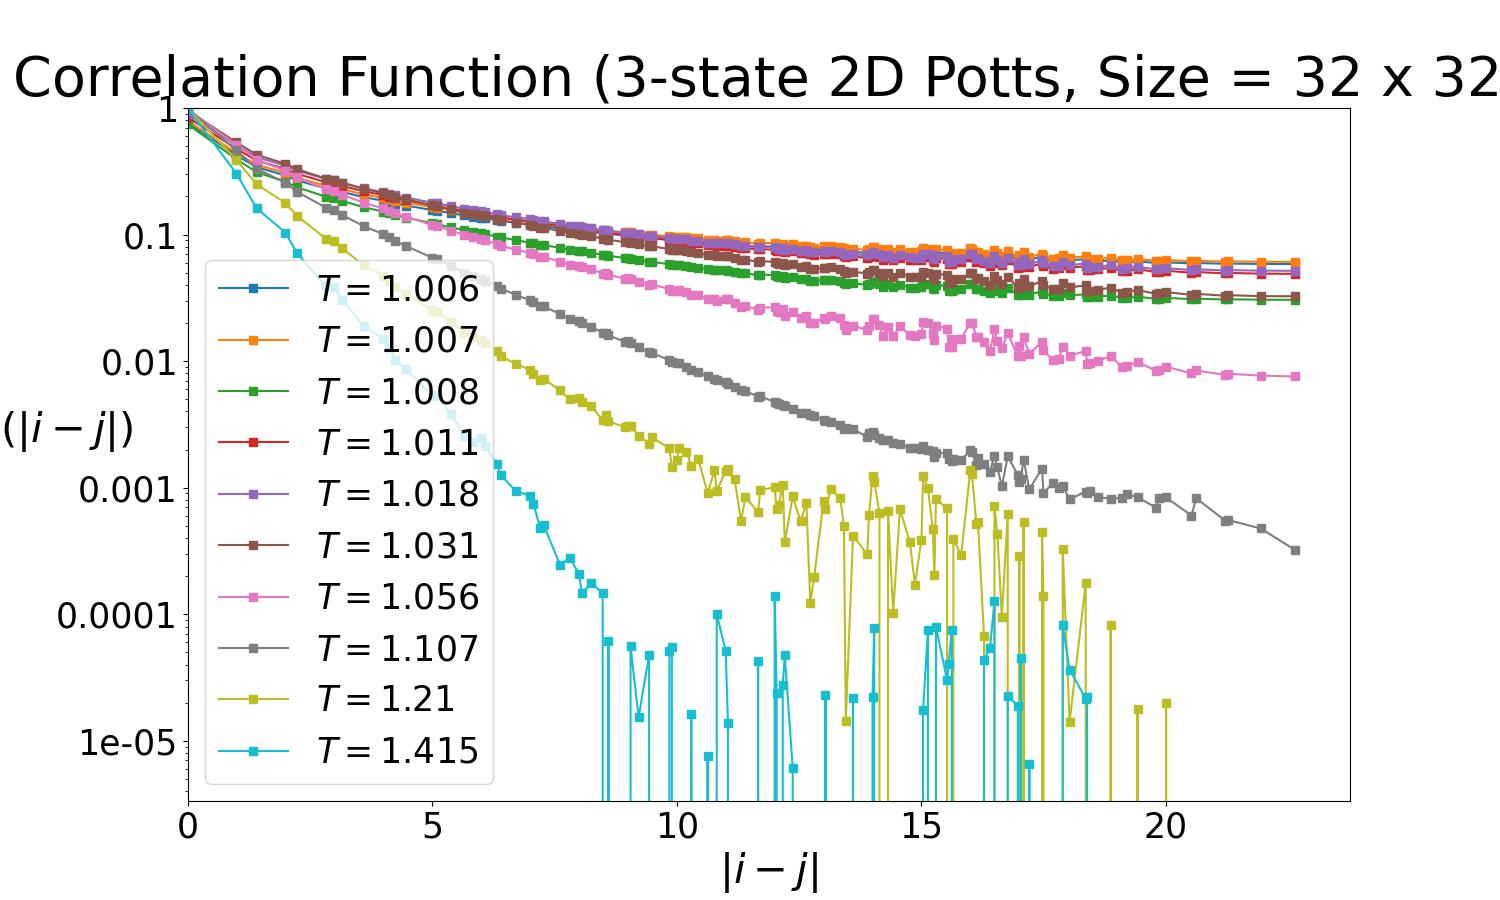 Correlation Function (3-state 2D Potts, Size = 32 x 32
1
0.1
0.01
(|i − j|)
0.001
0.0001
1e-05
T = 1.006
T = 1.007
T = 1.008
T = 1.011
T = 1.018
T = 1.031
T = 1.056
T = 1.107
T = 1.21
T = 1.415
0 5 10 15 20
|i − j|